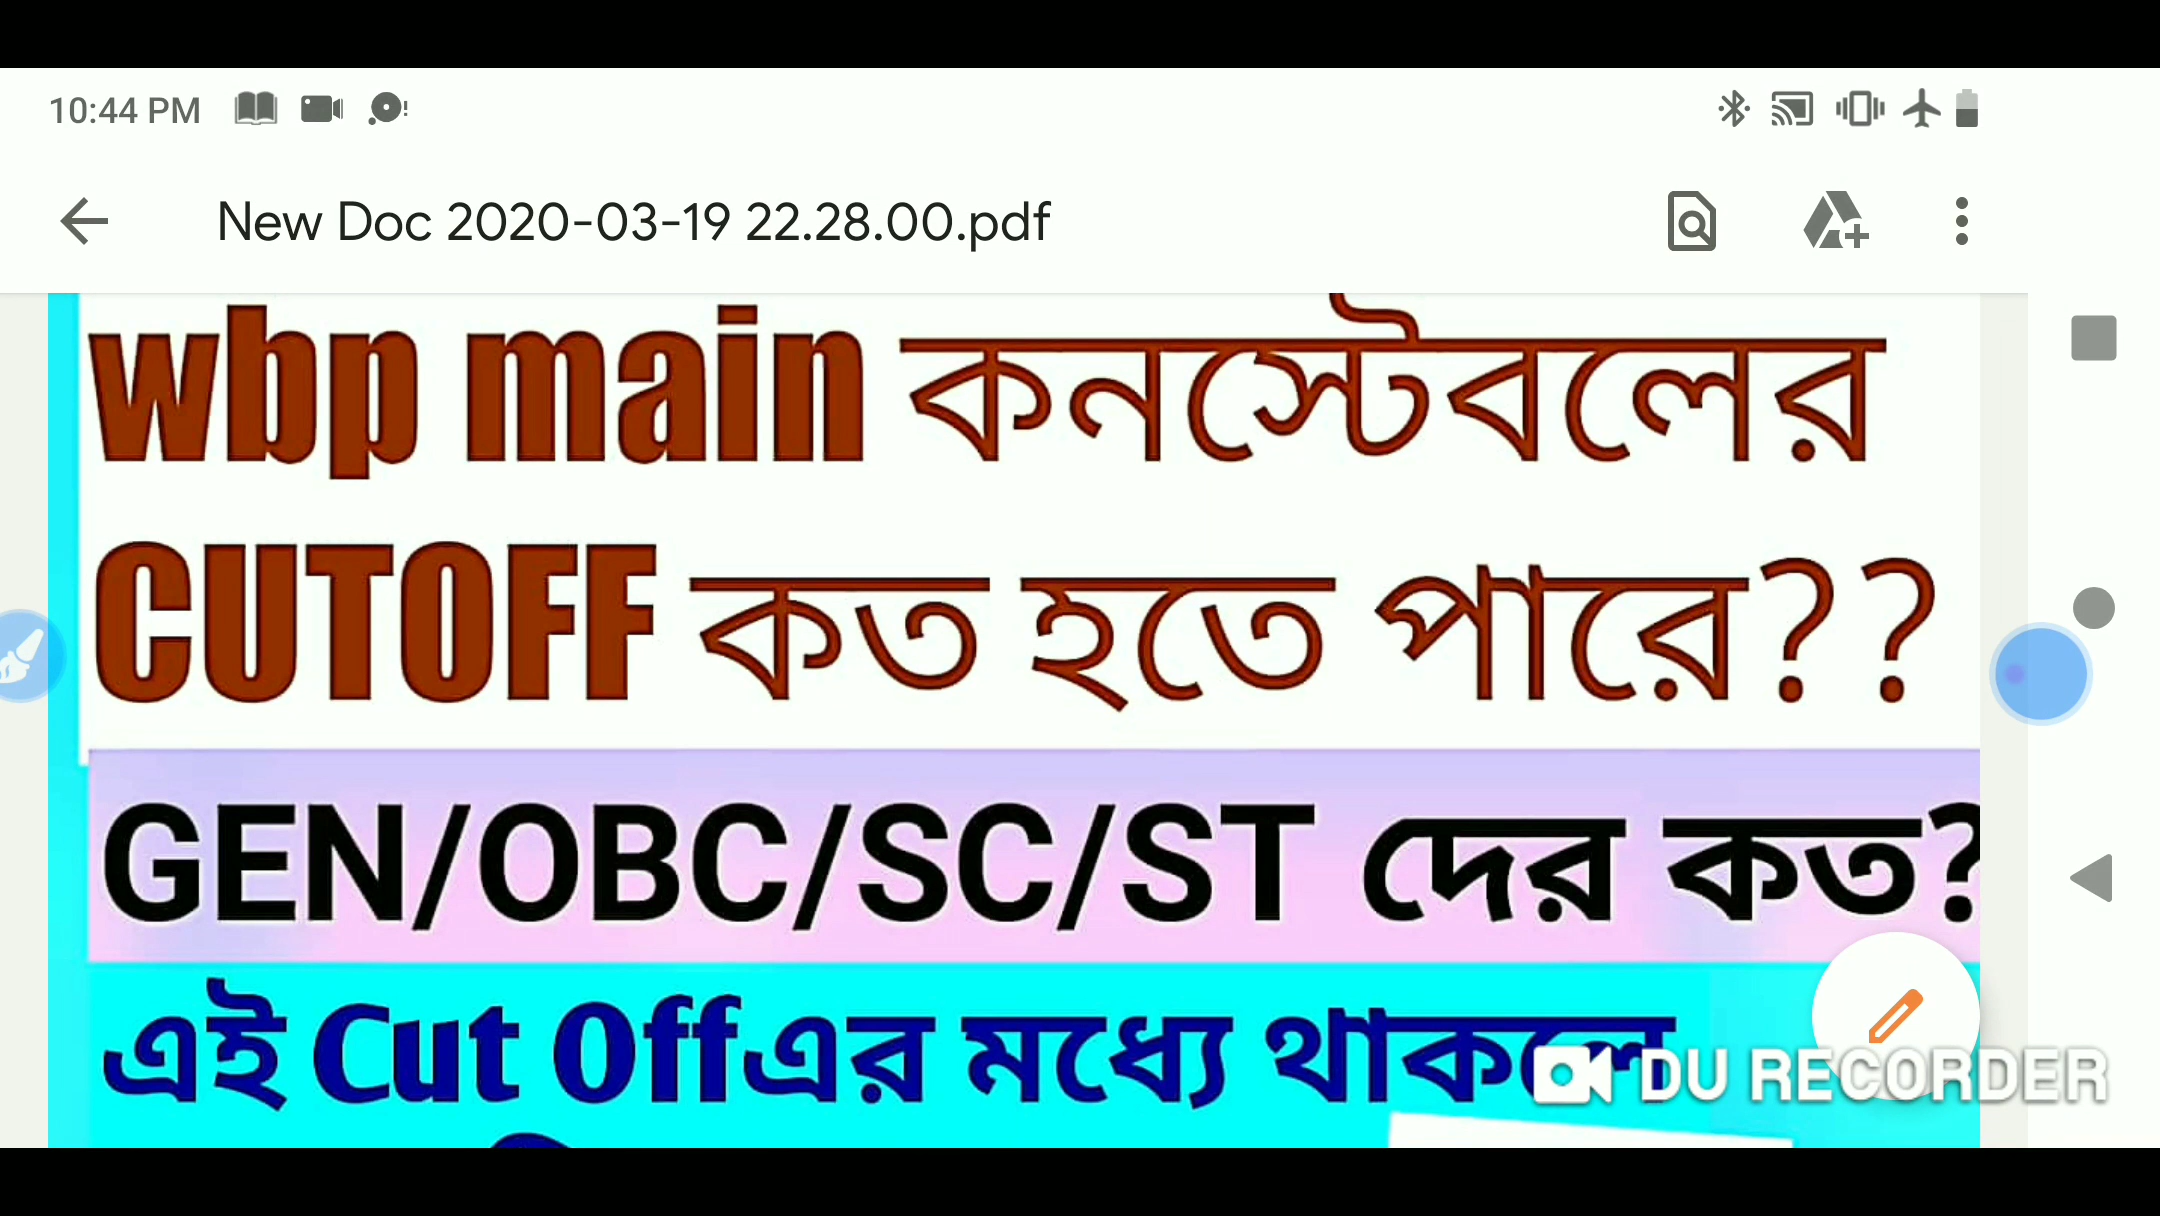 10:44 PM
New Doc 2020-03-19 22.28.00.pdf
wbp main কনস্টেবলের
CUTOFF কত হতে পারে??
GEN/OBC/SC/ST দের কত?
এই Cut Offএর মধ্যে থাকলে
DU RECORDER